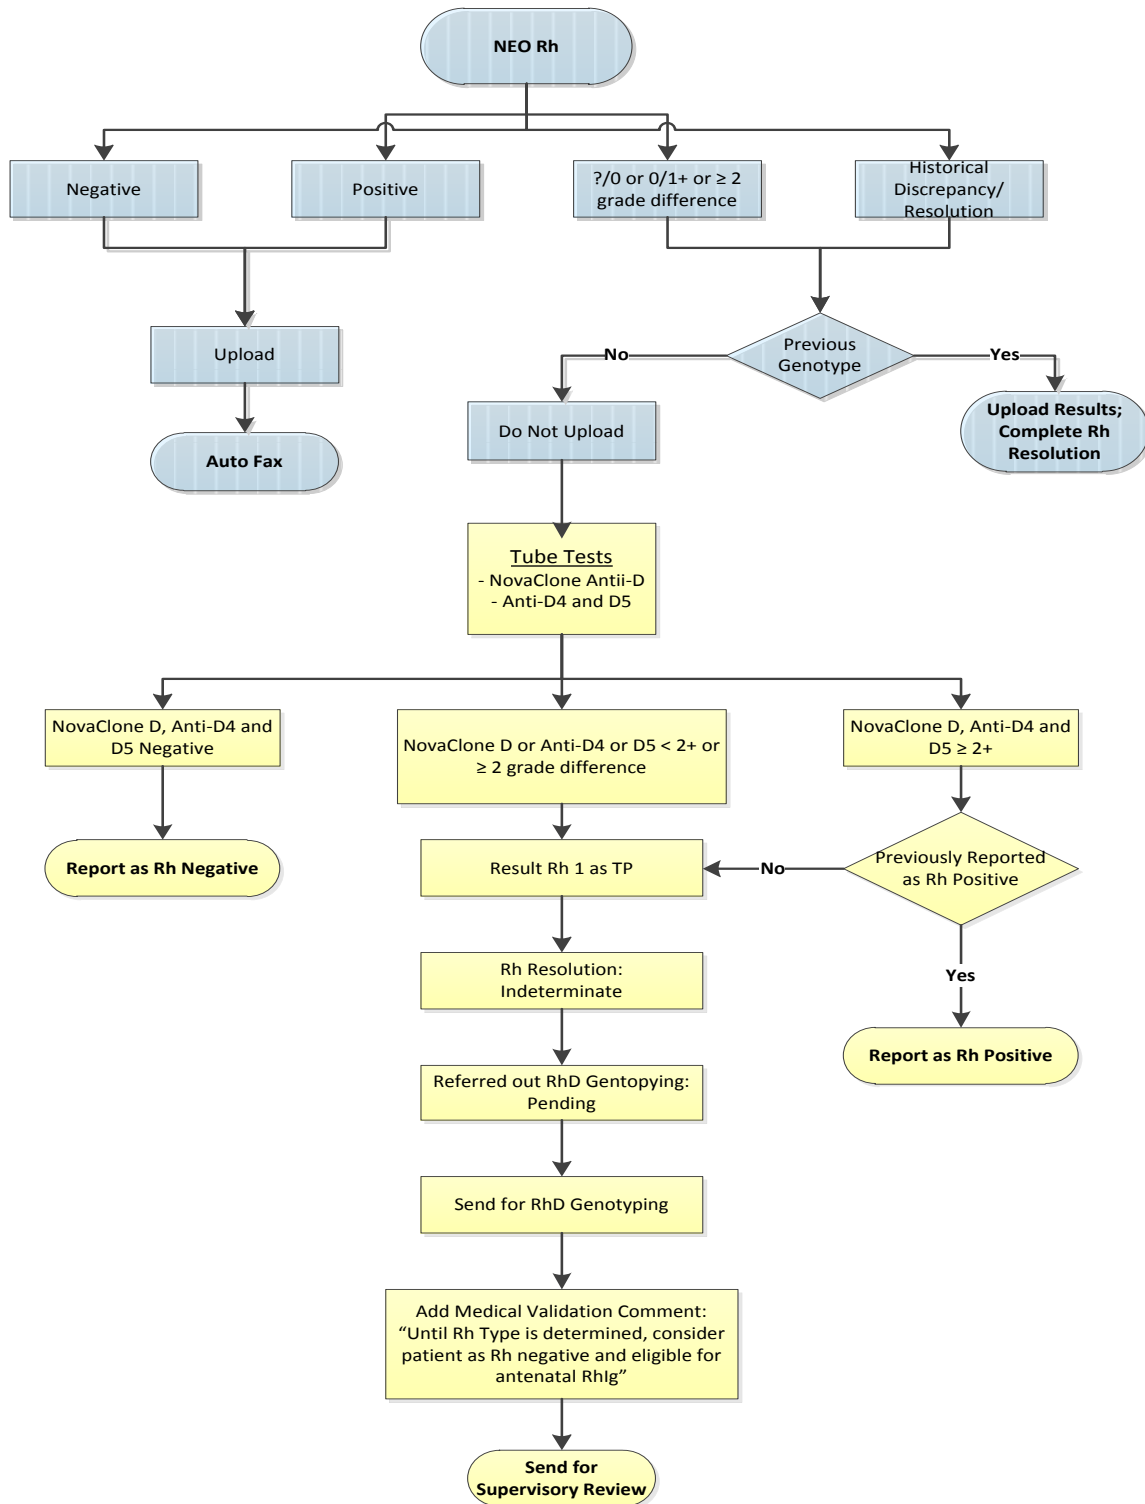 NEO Rh
Negative
Positive
?/0 or 0/1+ or ≥ 2
grade difference
Historical
Discrepancy/
Resolution
Upload
Previous
Genotype
No
Yes
Do Not Upload
Upload Results;
Complete Rh
Resolution
Auto Fax
Tube Tests
- NovaClone Antii-D
- Anti-D4 and D5
NovaClone D, Anti-D4 and
D5 Negative
NovaClone D or Anti-D4 or D5 < 2+ or
≥ 2 grade difference
NovaClone D, Anti-D4 and
D5 ≥ 2+
Report as Rh Negative
Result Rh 1 as TP
No
Previously Reported
as Rh Positive
Rh Resolution:
Indeterminate
Yes
Report as Rh Positive
Referred out RhD Gentopying:
Pending
Send for RhD Genotyping
Add Medical Validation Comment:
“Until Rh Type is determined, consider
patient as Rh negative and eligible for
antenatal RhIg”
Send for
Supervisory Review